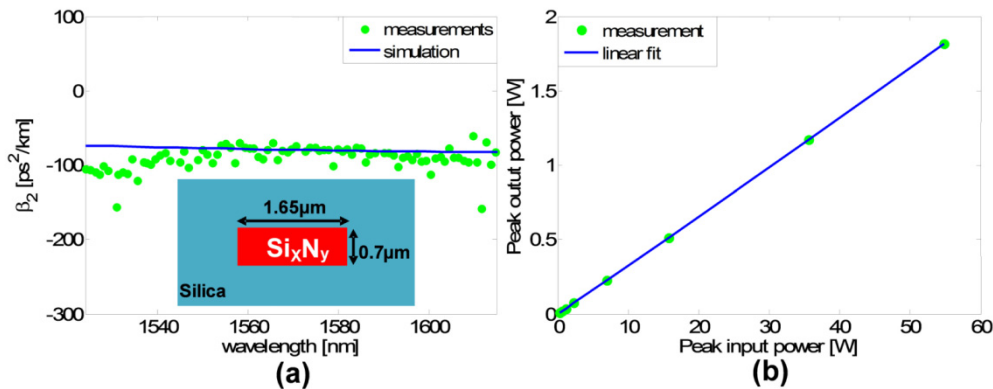 100
0
-100
-200
-300
β2 [ps2/km]
measurements
simulation
1.65μm
SiXNy
0.7μm
Silica
1540
1560
1580
1600
wavelength [nm]
(a)
2
1.5
1
0.5
0
Peak outut power [W]
measurement
linear fit
0
10
20
30
40
50
60
Peak input power [W]
(b)